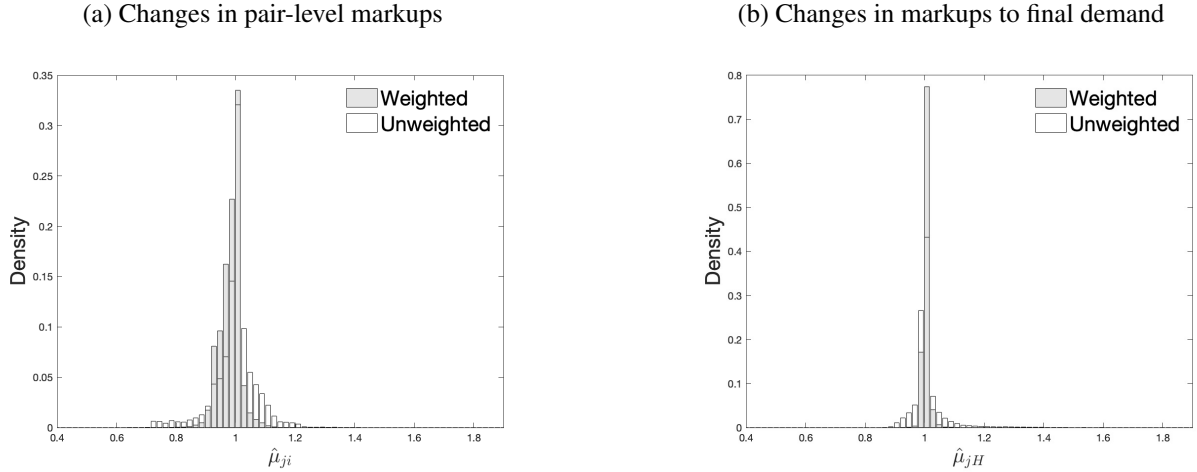 (a) Changes in pair-level markups
(b) Changes in markups to final demand
0.35
0.3
0.25
0.2
0.15
0.1
0.05
0
Density
Weighted
Unweighted
0.4 0.6 0.8 1 1.2 1.4 1.6 1.8
μ̂_{ji}
0.8
0.7
0.6
0.5
0.4
0.3
0.2
0.1
0
Density
Weighted
Unweighted
0.4 0.6 0.8 1 1.2 1.4 1.6 1.8
μ̂_{jH}